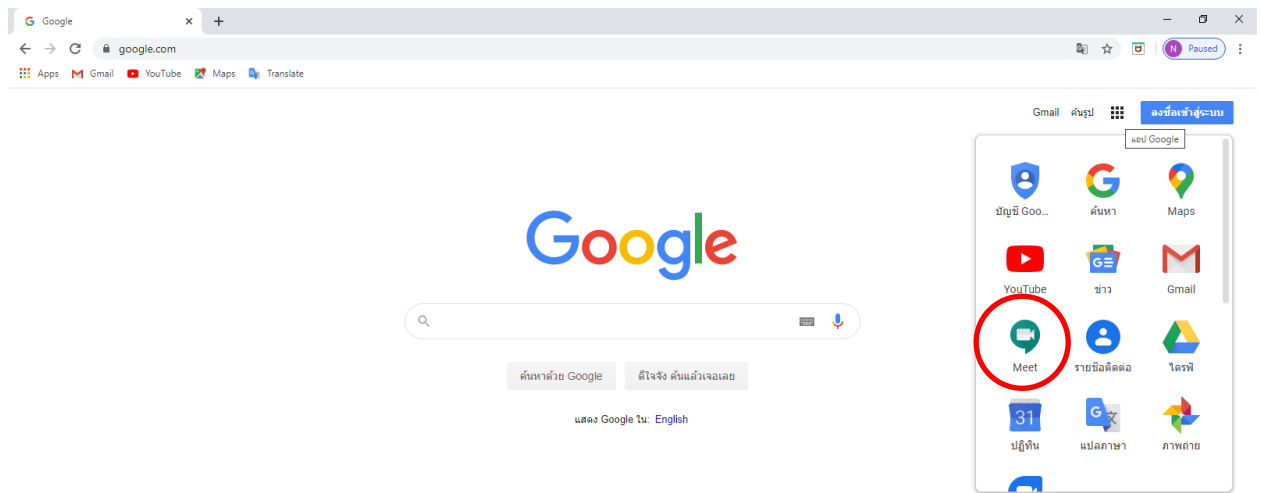 Google
google.com
N Paused
Apps Gmail YouTube Maps Translate
Gmail ค้นรูป ลงชื่อเข้าสู่ระบบ
แอป Google
บัญชี Goo... ค้นหา Maps
G
YouTube ข่าว Gmail
Google
Meet รายชื่อติดต่อ ไดรฟ์
ค้นหาด้วย Google ดีใจจัง ค้นแล้วเจอเลย
แสดง Google ใน: English
31 G 文
ปฏิทิน แปลภาษา ภาพถ่าย